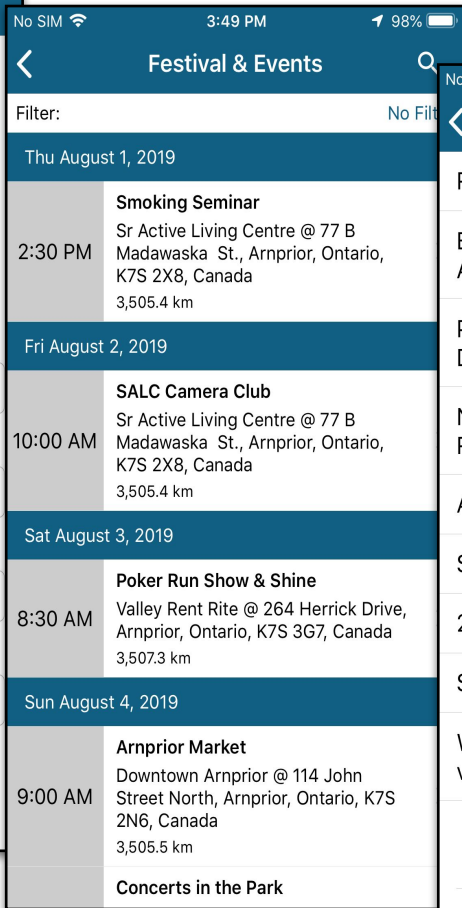 No SIM 3:49 PM 98%
Festival & Events
No
Filter: No Filt
Thu August 1, 2019
Smoking Seminar
2:30 PM
Sr Active Living Centre @ 77 B
Madawaska St., Arnprior, Ontario,
K7S 2X8, Canada
3,505.4 km
Fri August 2, 2019
SALC Camera Club
10:00 AM
Sr Active Living Centre @ 77 B
Madawaska St., Arnprior, Ontario,
K7S 2X8, Canada
3,505.4 km
Sat August 3, 2019
Poker Run Show & Shine
8:30 AM
Valley Rent Rite @ 264 Herrick Drive,
Arnprior, Ontario, K7S 3G7, Canada
3,507.3 km
Sun August 4, 2019
Arnprior Market
9:00 AM
Downtown Arnprior @ 114 John
Street North, Arnprior, Ontario, K7S
2N6, Canada
3,505.5 km
Concerts in the Park